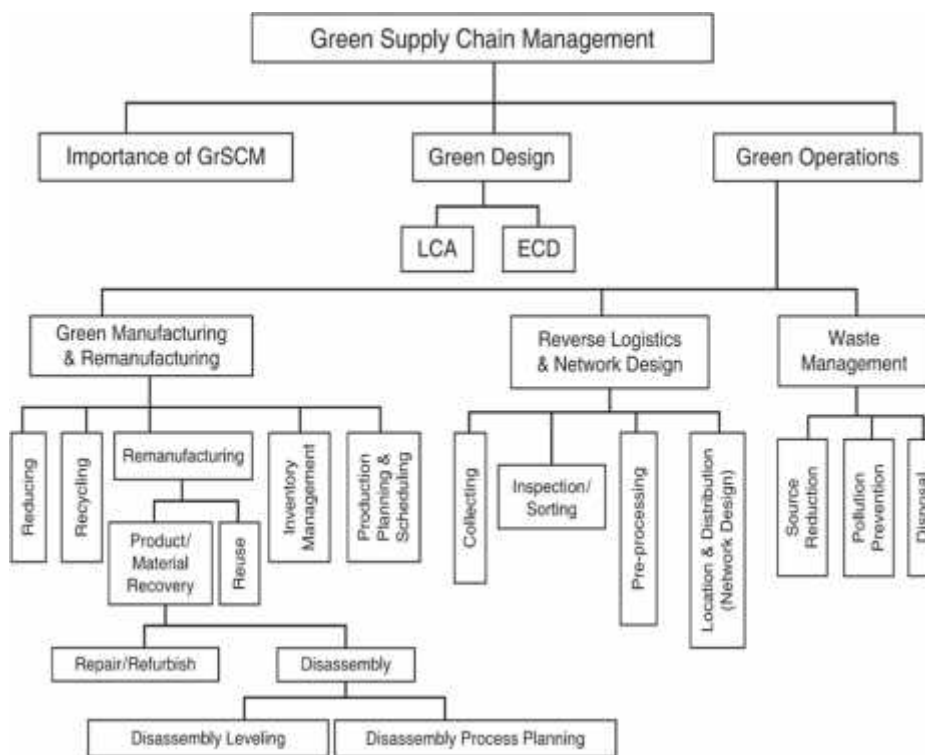 Green Supply Chain Management
Importance of GrSCM
Green Design
Green Operations
LCA
ECD
Green Manufacturing
& Remanufacturing
Reverse Logistics
& Network Design
Waste
Management
Reducing
Recycling
Remanufacturing
Inventory
Management
Production
Planning &
Scheduling
Collecting
Inspection/
Sorting
Pre-processing
Location & Distribution
(Network Design)
Source
Reduction
Pollution
Prevention
Disposal
Product/
Material
Recovery
Reuse
Repair/Refurbish
Disassembly
Disassembly Leveling
Disassembly Process Planning